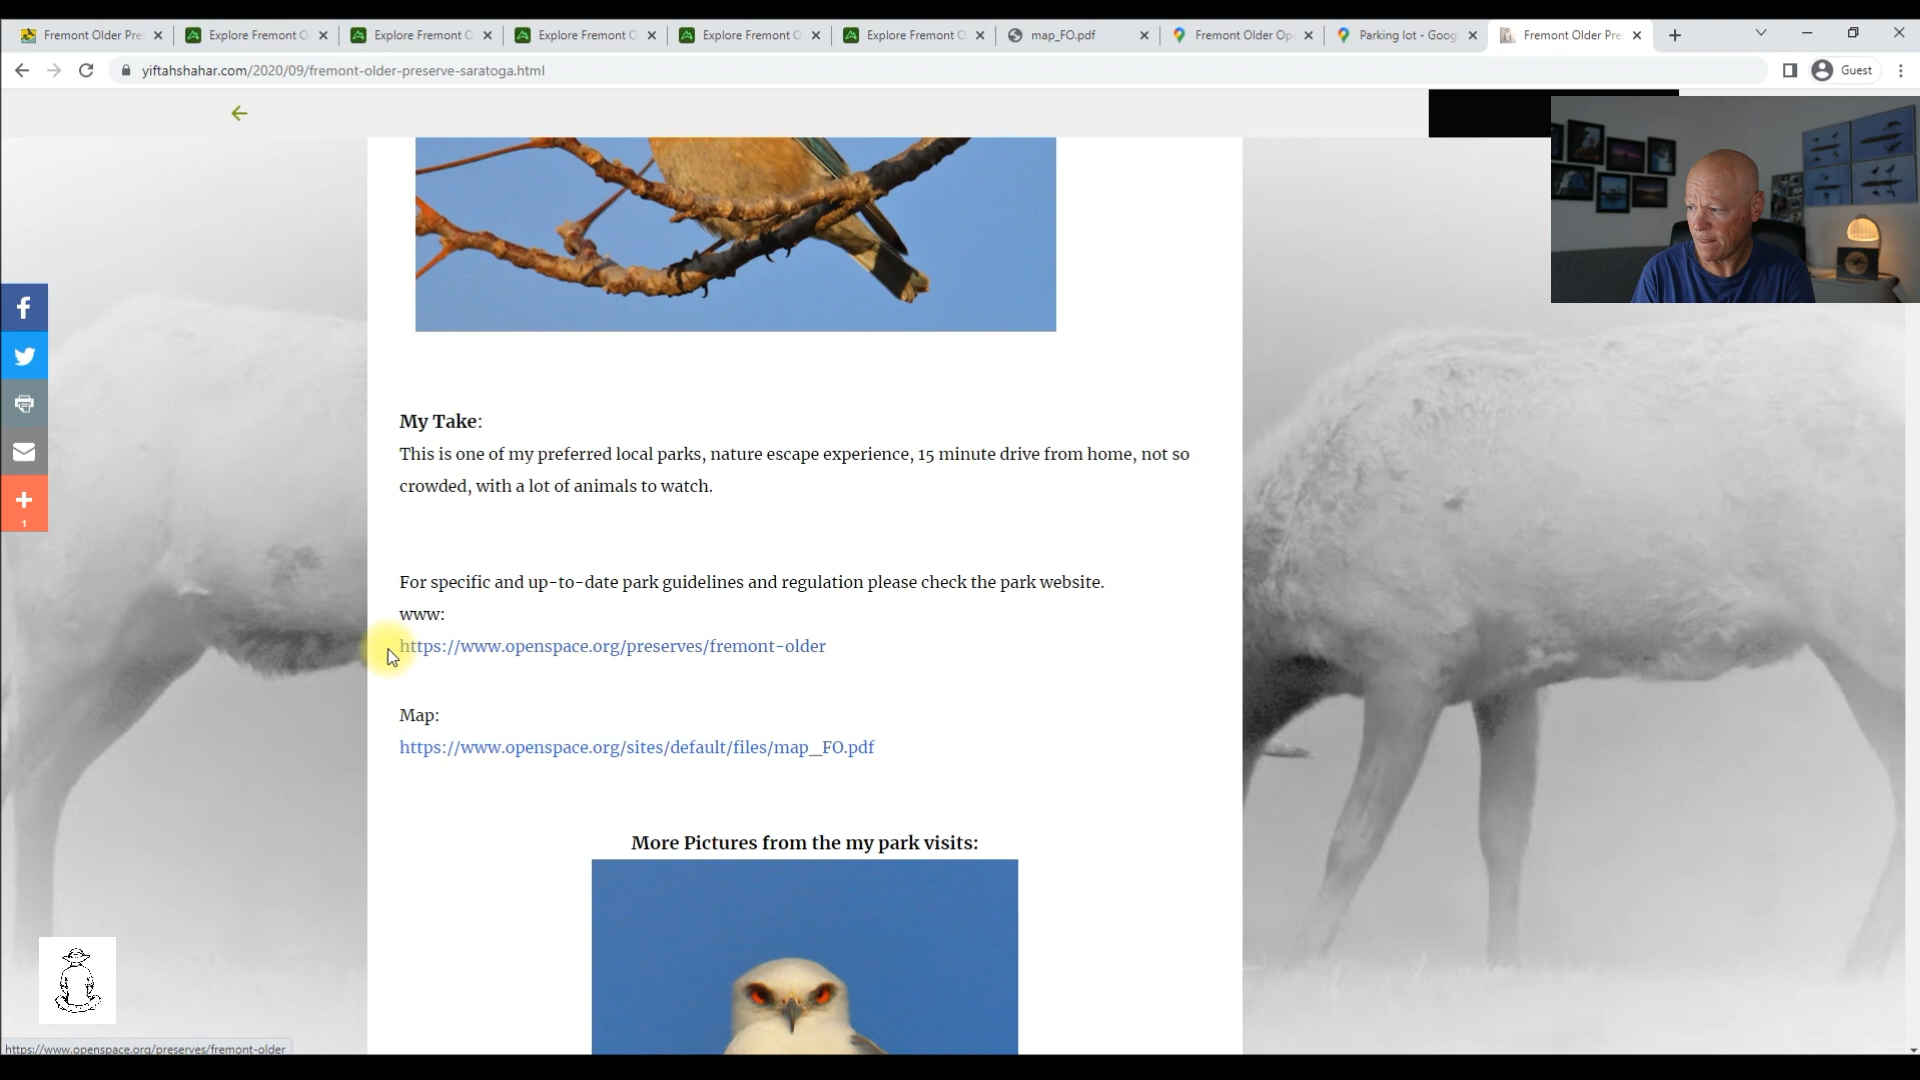 Fremont Older Pre
Explore Fremont O
Explore Fremont O
Explore Fremont O
Explore Fremont O
Explore Fremont O
map_FO.pdf
Fremont Older Op
Parking lot - Goog
Fremont Older Pre
yiftahshahar.com/2020/09/fremont-older-preserve-saratoga.html
Guest
My Take:
This is one of my preferred local parks, nature escape experience, 15 minute drive from home, not so
crowded, with a lot of animals to watch.
For specific and up-to-date park guidelines and regulation please check the park website.
www:
https://www.openspace.org/preserves/fremont-older
Map:
https://www.openspace.org/sites/default/files/map_FO.pdf
More Pictures from the my park visits:
1
https://www.openspace.org/preserves/fremont-older